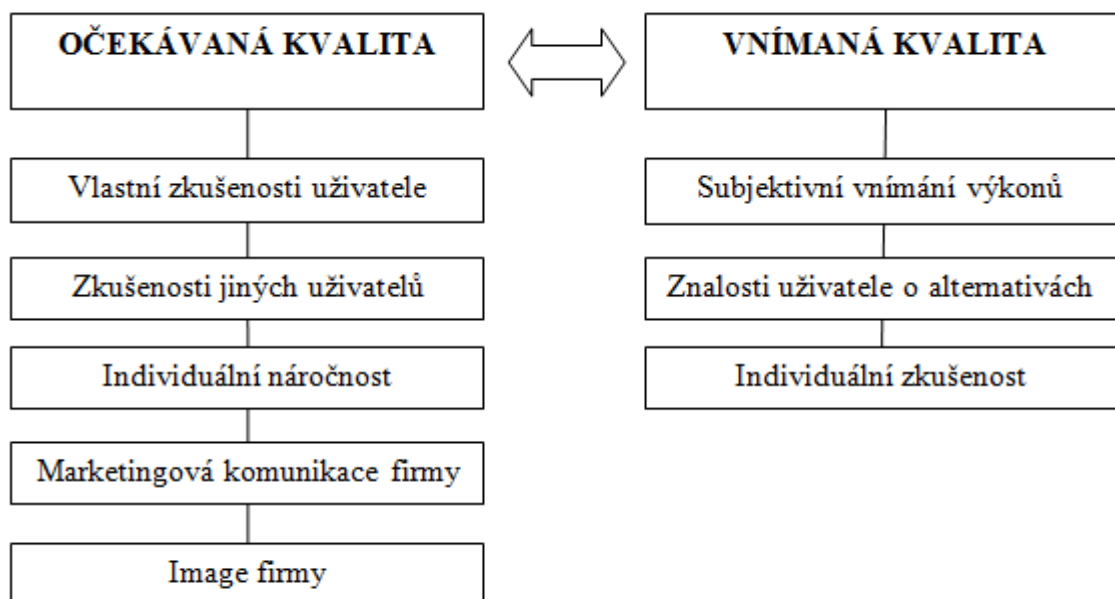 OČEKÁVANÁ KVALITA
Vlastní zkušenosti uživatele
Zkušenosti jiných uživatelů
Individuální náročnost
Marketingová komunikace firmy
Image firmy
VNÍMANÁ KVALITA
Subjektivní vnímání výkonů
Znalosti uživatele o alternativách
Individuální zkušenost